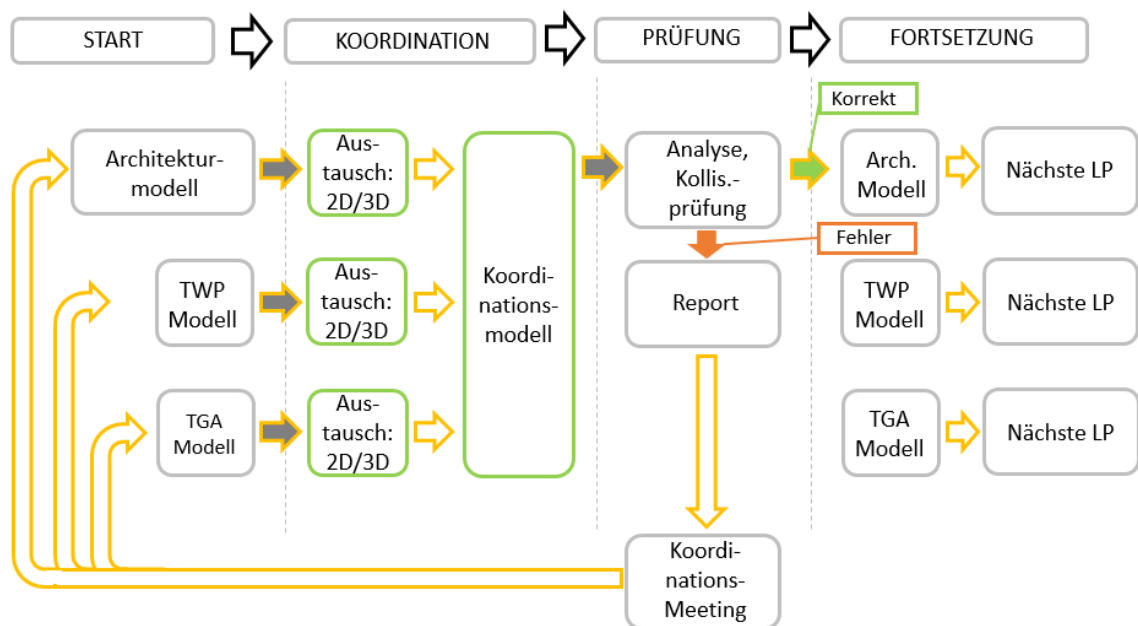 START
KOORDINATION
PRÜFUNG
FORTSETZUNG
Korrekt
Architektur-
modell
Aus-
tausch:
2D/3D
Analyse,
Kollis.-
prüfung
Arch.
Modell
Nächste LP
Fehler
TWP
Modell
Aus-
tausch:
2D/3D
Koordi-
nations-
modell
Report
TWP
Modell
Nächste LP
TGA
Modell
Aus-
tausch:
2D/3D
TGA
Modell
Nächste LP
Koordi-
nations-
Meeting